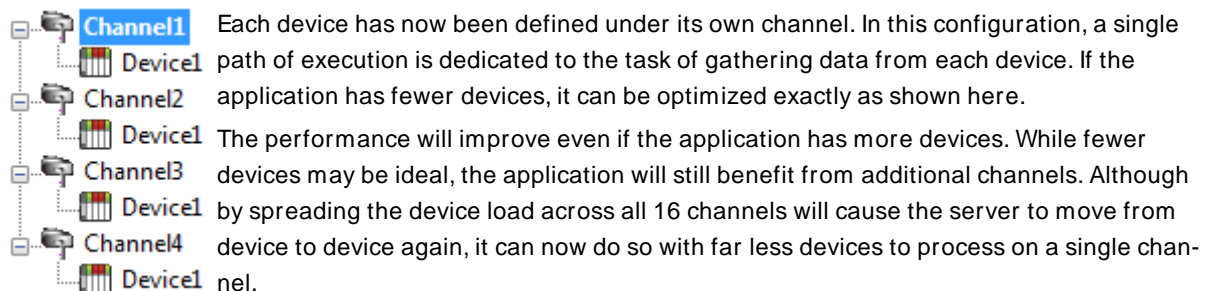 Channel1
Device1
Channel2
Device1
Channel3
Device1
Channel4
Device1
Each device has now been defined under its own channel. In this configuration, a single
path of execution is dedicated to the task of gathering data from each device. If the
application has fewer devices, it can be optimized exactly as shown here.
The performance will improve even if the application has more devices. While fewer
devices may be ideal, the application will still benefit from additional channels. Although
by spreading the device load across all 16 channels will cause the server to move from
device to device again, it can now do so with far less devices to process on a single chan-
nel.